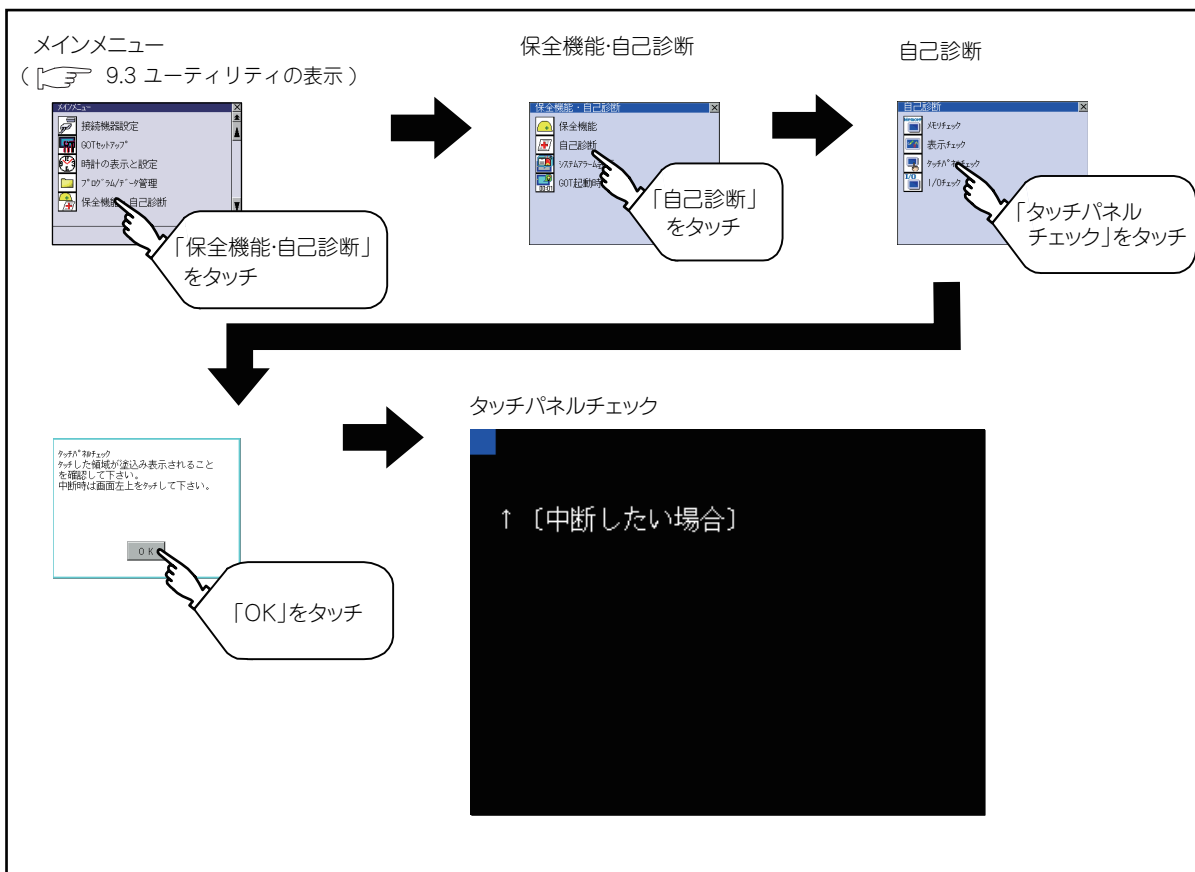 メインメニュー
( 9.3 ユーティリティの表示 )
保全機能･自己診断
自己診断
ﾒｲﾝﾒﾆｭｰ
接続機器設定
GOTｾｯﾄｱｯﾌﾟ
時計の表示と設定
ﾌﾟﾛｸﾞﾗﾑ/ﾃﾞｰﾀ管理
保全機能 自己診断
「保全機能･自己診断」
をタッチ
保全機能・自己診断
保全機能
自己診断
ｼｽﾃﾑｱﾗｰﾑ
GOT起動時
「自己診断」
をタッチ
自己診断
ﾒﾓﾘﾁｪｯｸ
表示ﾁｪｯｸ
ﾀｯﾁﾊﾟﾈﾙﾁｪｯｸ
I/Oﾁｪｯｸ
「タッチパネル
チェック」をタッチ
ﾀｯﾁﾊﾟﾈﾙﾁｪｯｸ
ﾀｯﾁした領域が塗込み表示されること
を確認して下さい。
中断時は画面左上をﾀｯﾁして下さい。
OK
「OK」をタッチ
タッチパネルチェック
↑〔中断したい場合〕